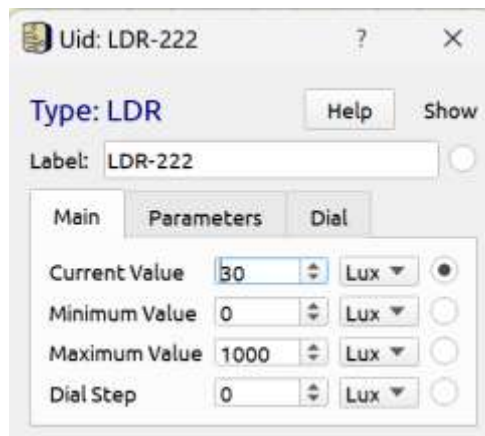 Uid: LDR-222 ? ×
Type: LDR Help Show
Label: LDR-222
Main Parameters Dial
Current Value 30 Lux
Minimum Value 0 Lux
Maximum Value 1000 Lux
Dial Step 0 Lux